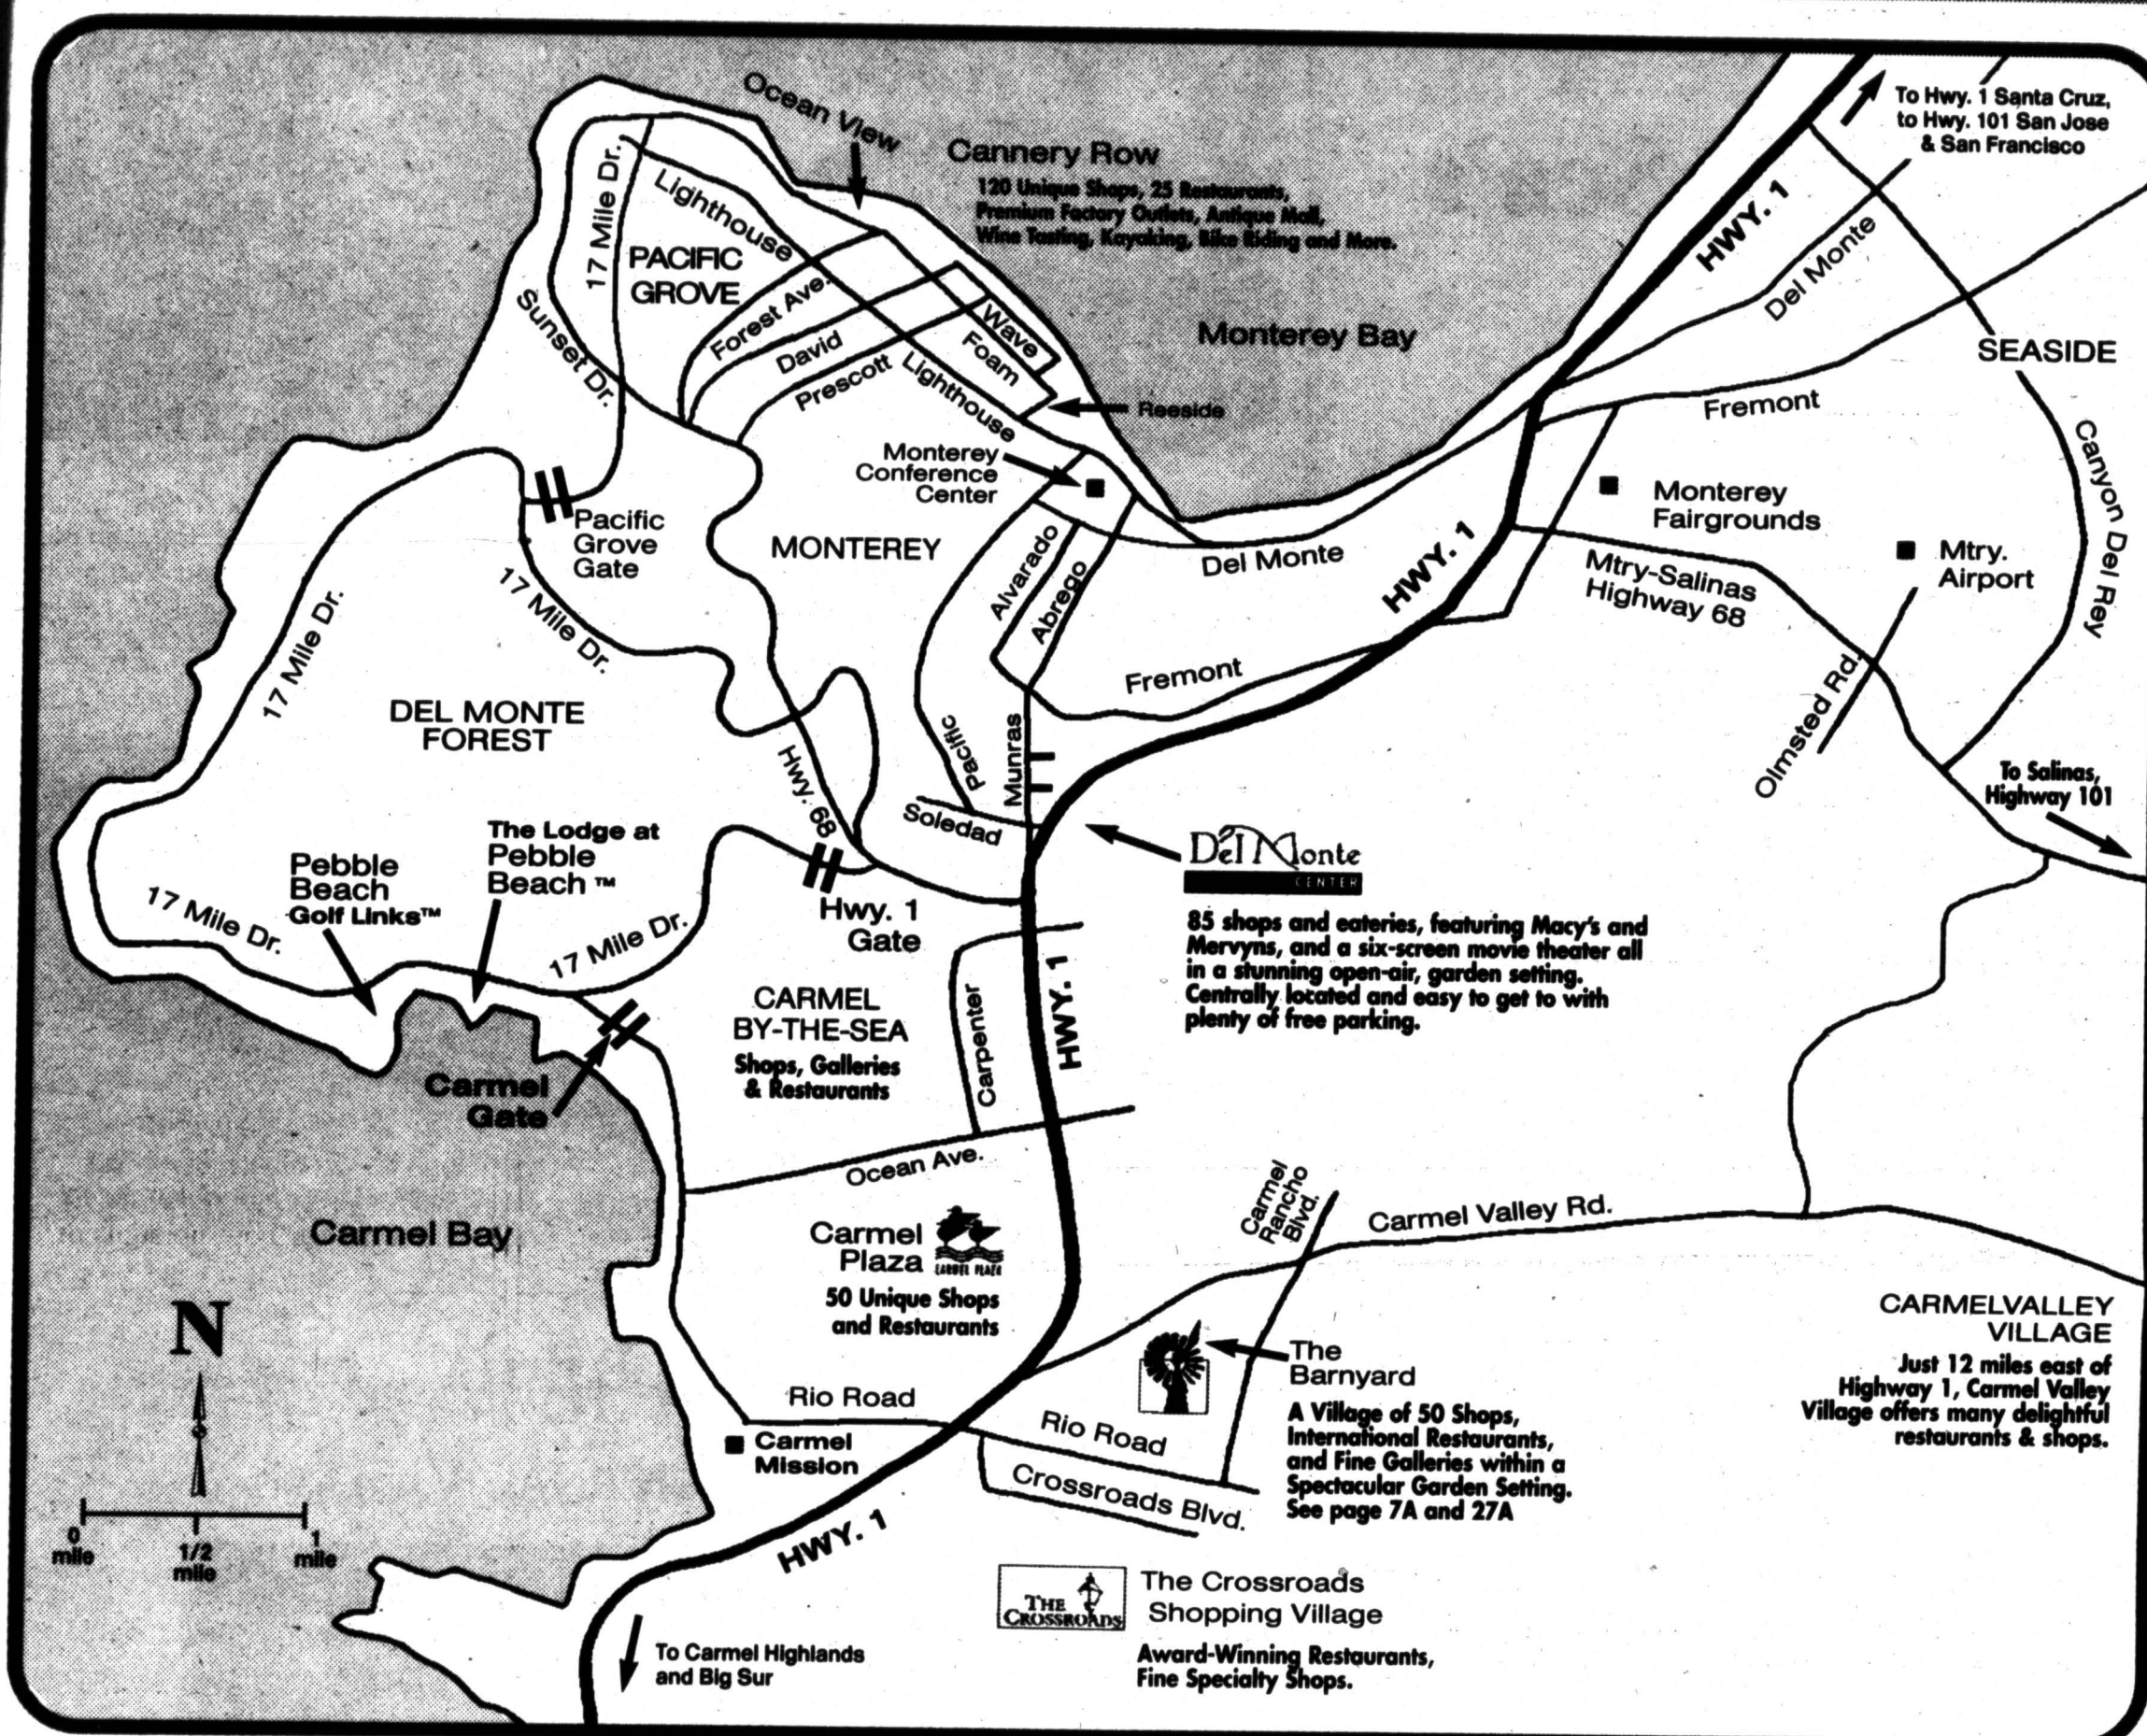 Ocean View
Cannery Row
120 Unique Shops, 25 Restaurants,
Premium Factory Outlets, Antique Mall,
Wine Tasting, Kayaking, Bike Riding and More.
To Hwy. 1 Santa Cruz,
to Hwy. 101 San Jose
& San Francisco
HWY. 1
Del Monte
17 Mile Dr.
Lighthouse
PACIFIC
GROVE
Sunset Dr.
Forest Ave.
David
Prescott
Lighthouse
Wave
Foam
Reeside
Monterey Bay
SEASIDE
Fremont
Canyon Del Rey
Monterey
Conference
Center
Monterey
Fairgrounds
Mtry.
Airport
Pacific
Grove
Gate
MONTEREY
Alvarado
Abrego
Del Monte
HWY. 1
Mtry-Salinas
Highway 68
17 Mile Dr.
17 Mile Dr.
Fremont
Olmsted Rd.
DEL MONTE
FOREST
Hwy. 68
Pacific
Munras
Soledad
To Salinas,
Highway 101
Del Monte
CENTER
85 shops and eateries, featuring Macy's and
Mervyns, and a six-screen movie theater all
in a stunning open-air, garden setting.
Centrally located and easy to get to with
plenty of free parking.
The Lodge at
Pebble
Beach™
Pebble
Beach
Golf Links™
17 Mile Dr.
17 Mile Dr.
Hwy. 1
Gate
CARMEL
BY-THE-SEA
Shops, Galleries
& Restaurants
Carpenter
HWY. 1
Carmel
Gate
Ocean Ave.
Carmel Bay
Carmel
Plaza
CARMEL PLAZA
50 Unique Shops
and Restaurants
Carmel
Rancho
Blvd.
Carmel Valley Rd.
CARMELVALLEY
VILLAGE
Just 12 miles east of
Highway 1, Carmel Valley
Village offers many delightful
restaurants & shops.
The
Barnyard
A Village of 50 Shops,
International Restaurants,
and Fine Galleries within a
Spectacular Garden Setting.
See page 7A and 27A
Rio Road
Carmel
Mission
Rio Road
Crossroads Blvd.
HWY. 1
N
0
mile
1/2
mile
1
mile
THE
CROSSROADS
The Crossroads
Shopping Village
Award-Winning Restaurants,
Fine Specialty Shops.
To Carmel Highlands
and Big Sur